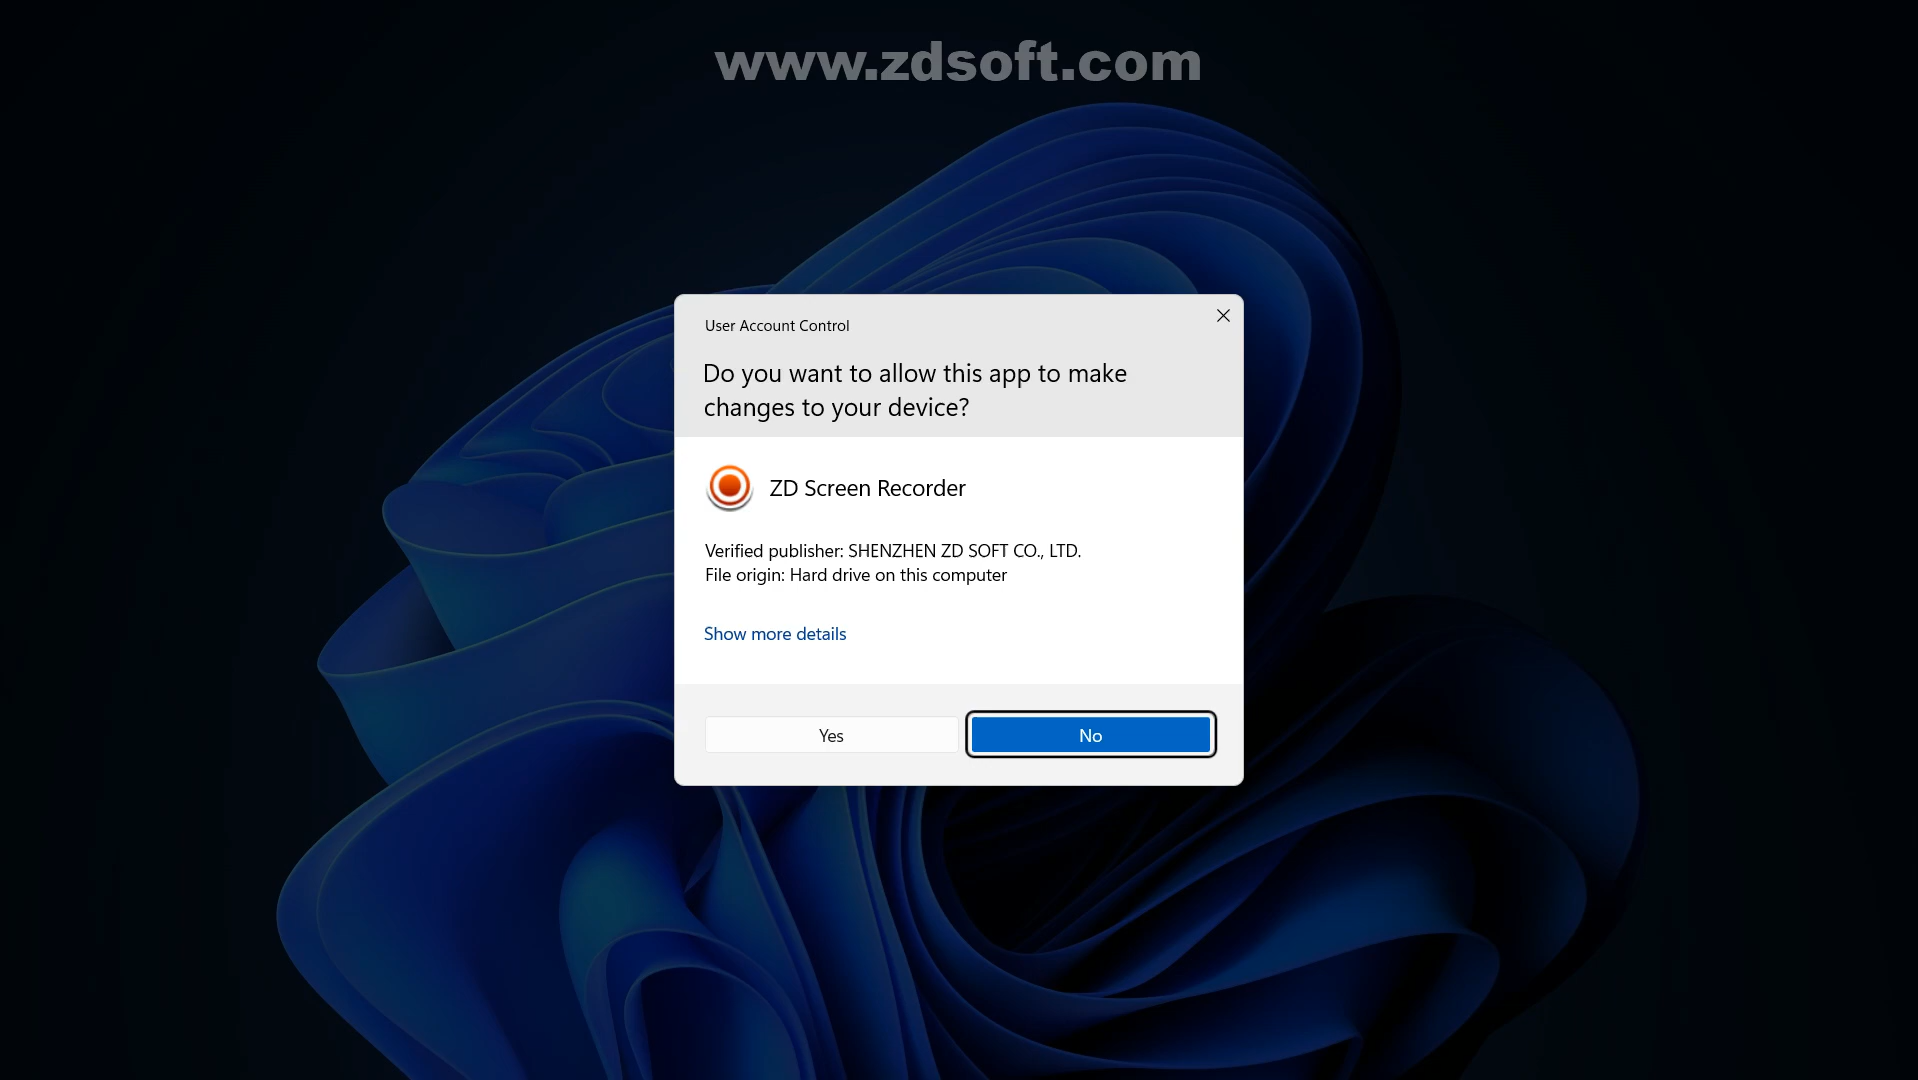 www.zdsoft.com
User Account Control
Do you want to allow this app to make
changes to your device?
ZD Screen Recorder
Verified publisher: SHENZHEN ZD SOFT CO., LTD.
File origin: Hard drive on this computer
Show more details
Yes
No